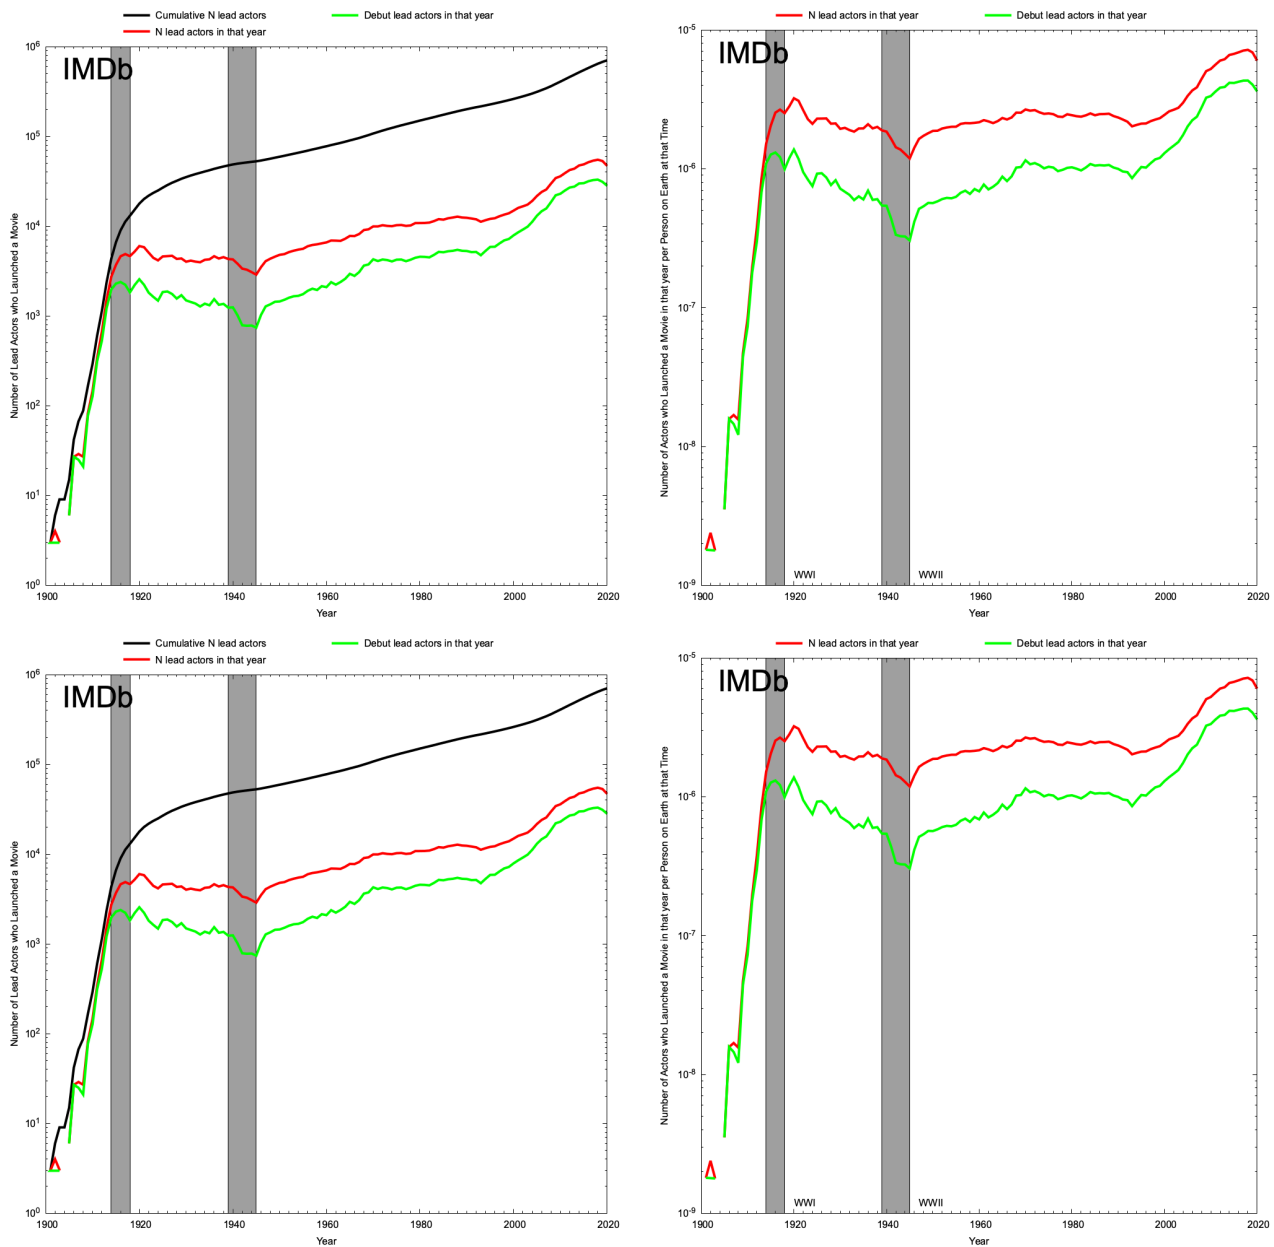 Cumulative N lead actors
Debut lead actors in that year
N lead actors in that year
IMDb
Number of Lead Actors who Launched a Movie
10^6
10^5
10^4
10^3
10^2
10^1
10^0
1900 1920 1940 1960 1980 2000 2020
Year
N lead actors in that year
Debut lead actors in that year
IMDb
Number of Actors who Launched a Movie in that year per Person on Earth at that Time
10^-5
10^-6
10^-7
10^-8
10^-9
WWI
WWII
1900 1920 1940 1960 1980 2000 2020
Year
Cumulative N lead actors
Debut lead actors in that year
N lead actors in that year
IMDb
Number of Lead Actors who Launched a Movie
10^6
10^5
10^4
10^3
10^2
10^1
10^0
1900 1920 1940 1960 1980 2000 2020
Year
N lead actors in that year
Debut lead actors in that year
IMDb
Number of Actors who Launched a Movie in that year per Person on Earth at that Time
10^-5
10^-6
10^-7
10^-8
10^-9
WWI
WWII
1900 1920 1940 1960 1980 2000 2020
Year